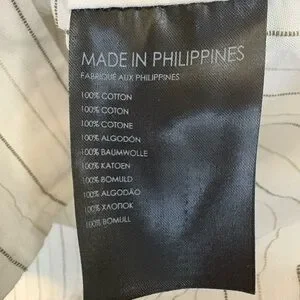 MADE IN PHILIPPINES
FABRIQUÉ AUX PHILIPPINES
100% COTTON
100% COTON
100% COTONE
100% ALGODÓN
100% BAUMWOLLE
100% KATOEN
100% BOMULD
100% ALGODÃO
100% ХЛОПОК
100% BOMULL